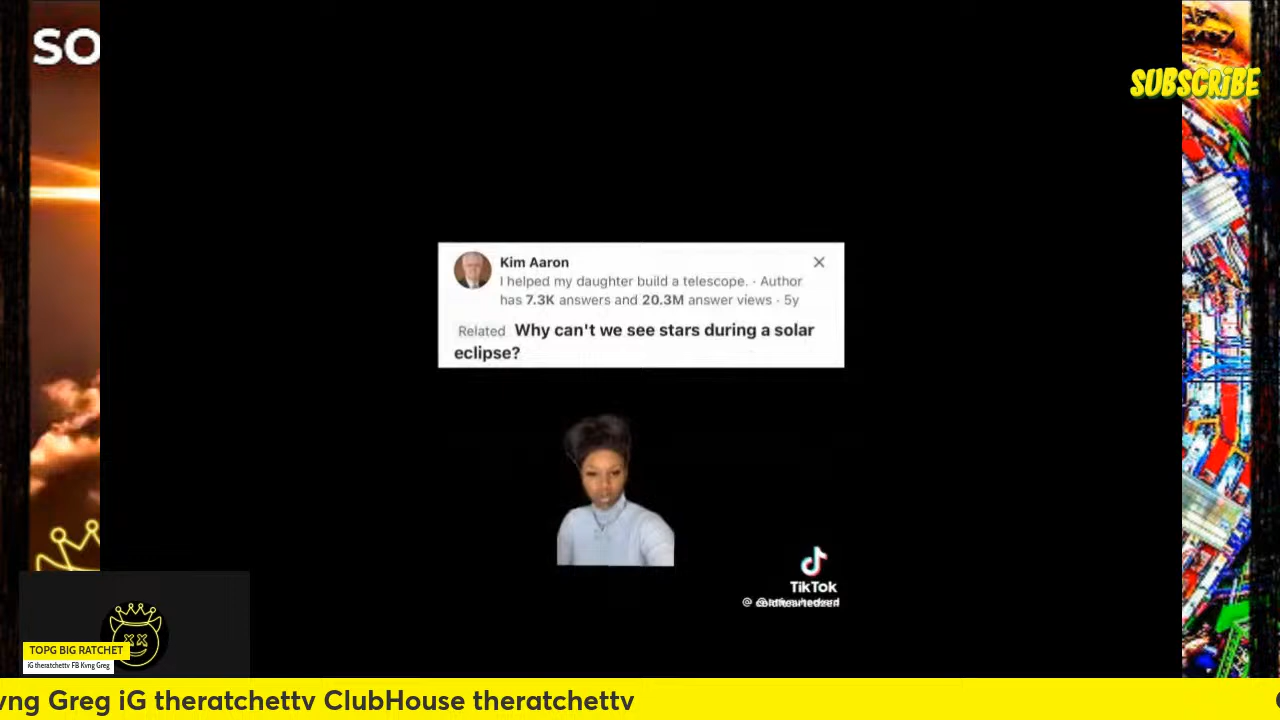 SO
SUBSCRIBE
Kim Aaron
I helped my daughter build a telescope. · Author
has 7.3K answers and 20.3M answer views · 5y
Related Why can't we see stars during a solar
eclipse?
TikTok
TOPG BIG RATCHET
iG theratchettv FB Kvng Greg
vng Greg iG theratchettv ClubHouse theratchettv